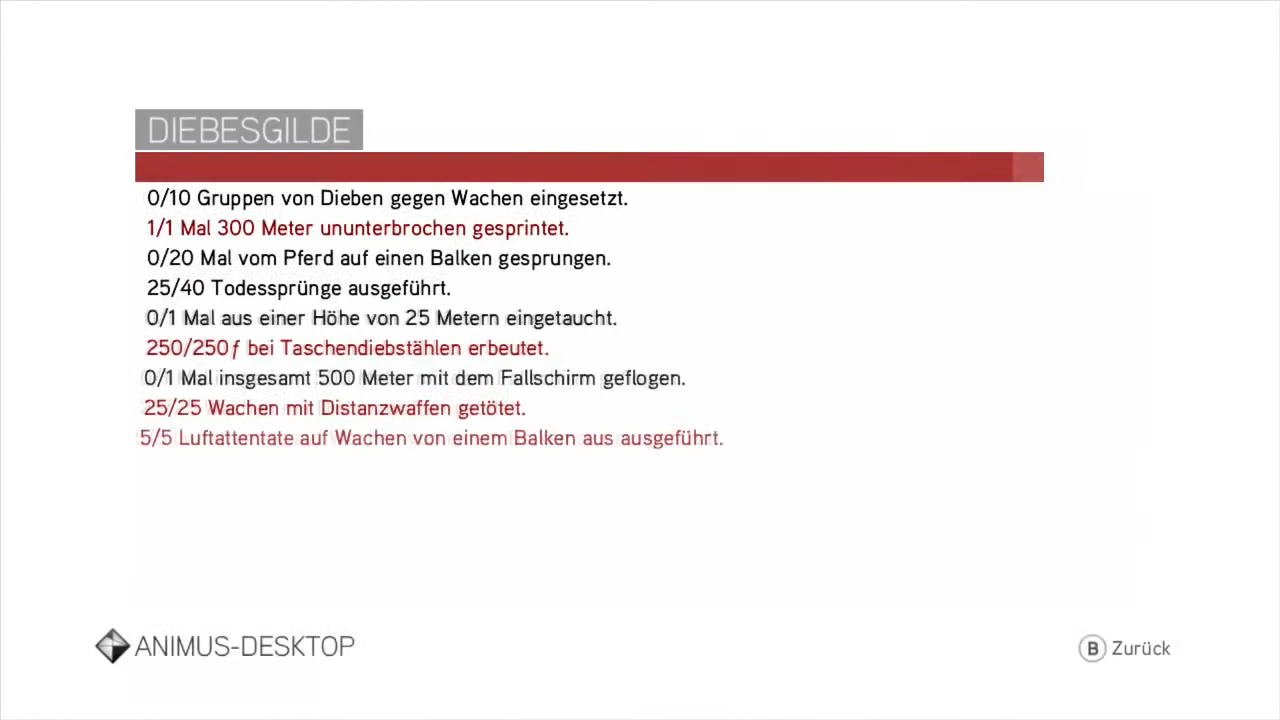 DIEBESGILDE
0/10 Gruppen von Dieben gegen Wachen eingesetzt.
1/1 Mal 300 Meter ununterbrochen gesprintet.
0/20 Mal vom Pferd auf einen Balken gesprungen.
25/40 Todessprünge ausgeführt.
0/1 Mal aus einer Höhe von 25 Metern eingetaucht.
250/250ƒ bei Taschendiebstählen erbeutet.
0/1 Mal insgesamt 500 Meter mit dem Fallschirm geflogen.
25/25 Wachen mit Distanzwaffen getötet.
5/5 Luftattentate auf Wachen von einem Balken aus ausgeführt.
ANIMUS-DESKTOP
B Zurück